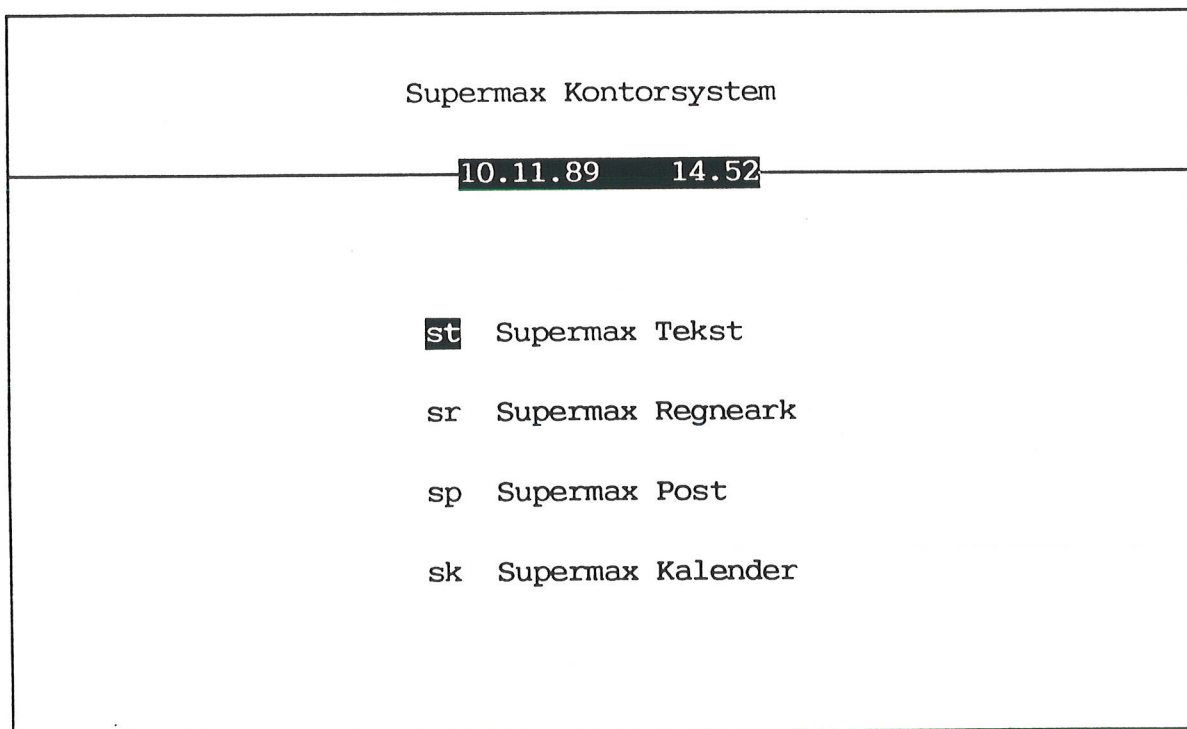 Supermax Kontorsystem
10.11.89 14.52
st Supermax Tekst
sr Supermax Regneark
sp Supermax Post
sk Supermax Kalender